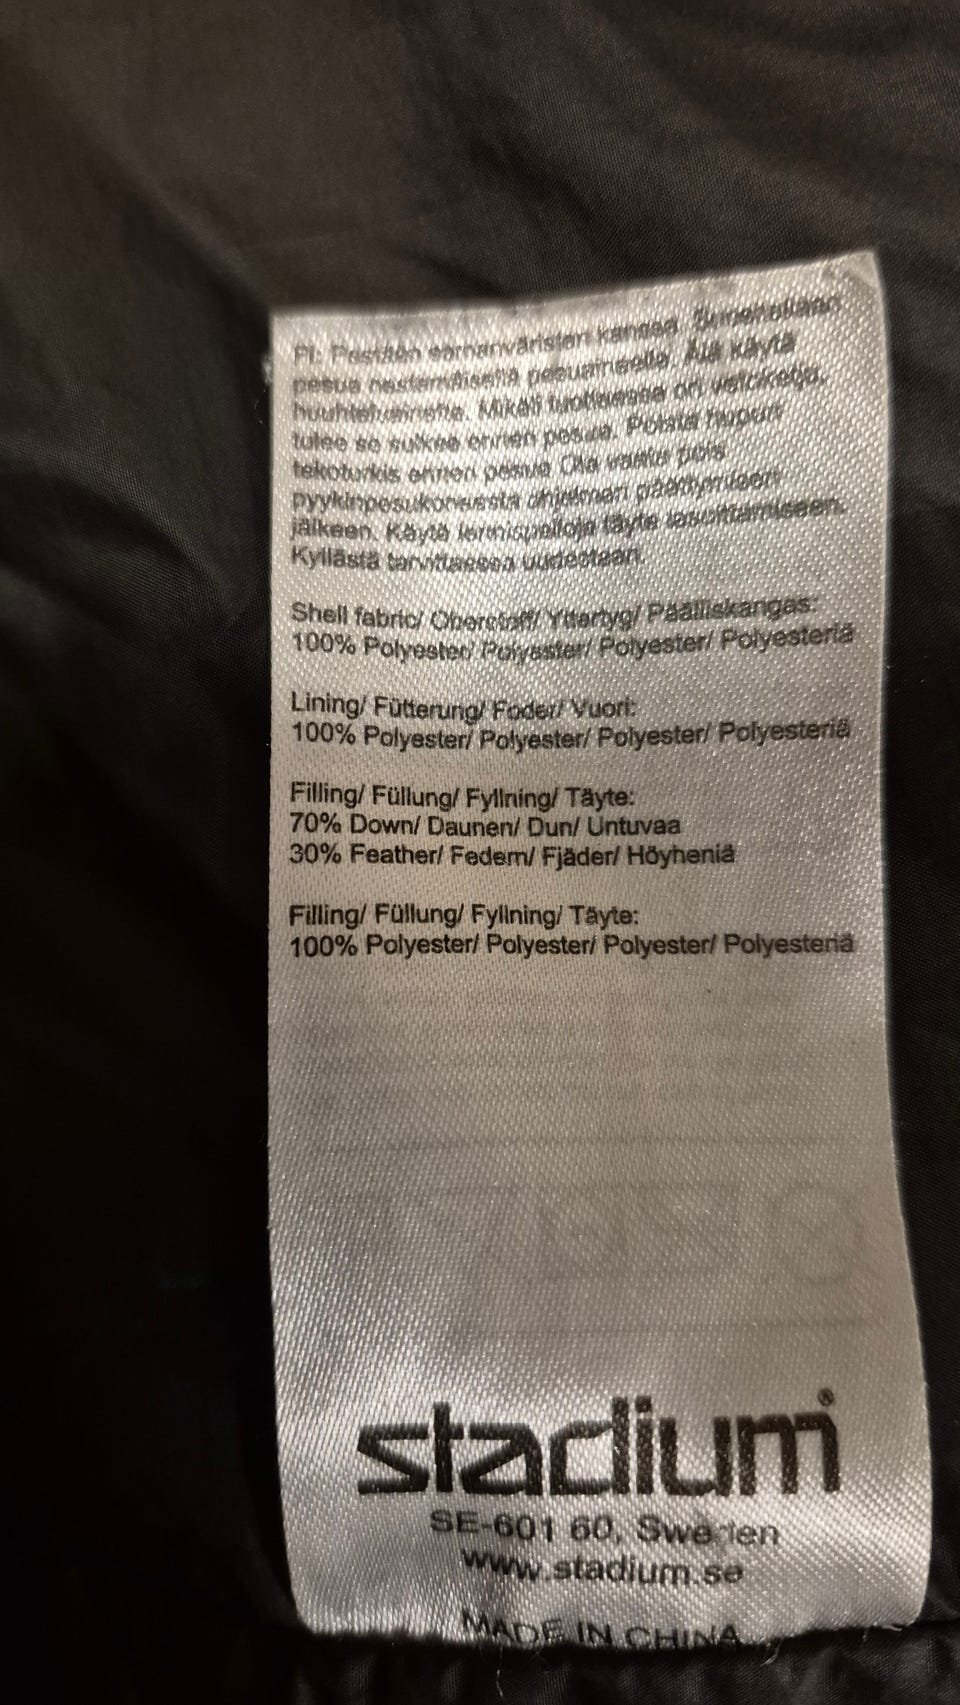 FI: Pestään samanväristen kanssa. Suositellaan
pesua nestemäisellä pesuaineella. Älä käytä
huuhteluainetta. Mikäli tuotteessa on vetoketju,
tulee se sulkea ennen pesua. Poista hupun
tekoturkis ennen pesua Ota vaate pois
pyykinpesukoneesta ohjelman päättymisen
jälkeen. Käytä tennispalloja täyte tasoittamiseen.
Kyllästä tarvittaessa uudestaan.
Shell fabric/ Oberstoff/ Yttertyg/ Päälliskangas:
100% Polyester/ Polyester/ Polyester/ Polyesteriä
Lining/ Fütterung/ Foder/ Vuori:
100% Polyester/ Polyester/ Polyester/ Polyesteriä
Filling/ Füllung/ Fyllning/ Täyte:
70% Down/ Daunen/ Dun/ Untuvaa
30% Feather/ Federn/ Fjäder/ Höyheniä
Filling/ Füllung/ Fyllning/ Täyte:
100% Polyester/ Polyester/ Polyester/ Polyesteriä
stadium®
SE-601 60, Sweden
www.stadium.se
MADE IN CHINA